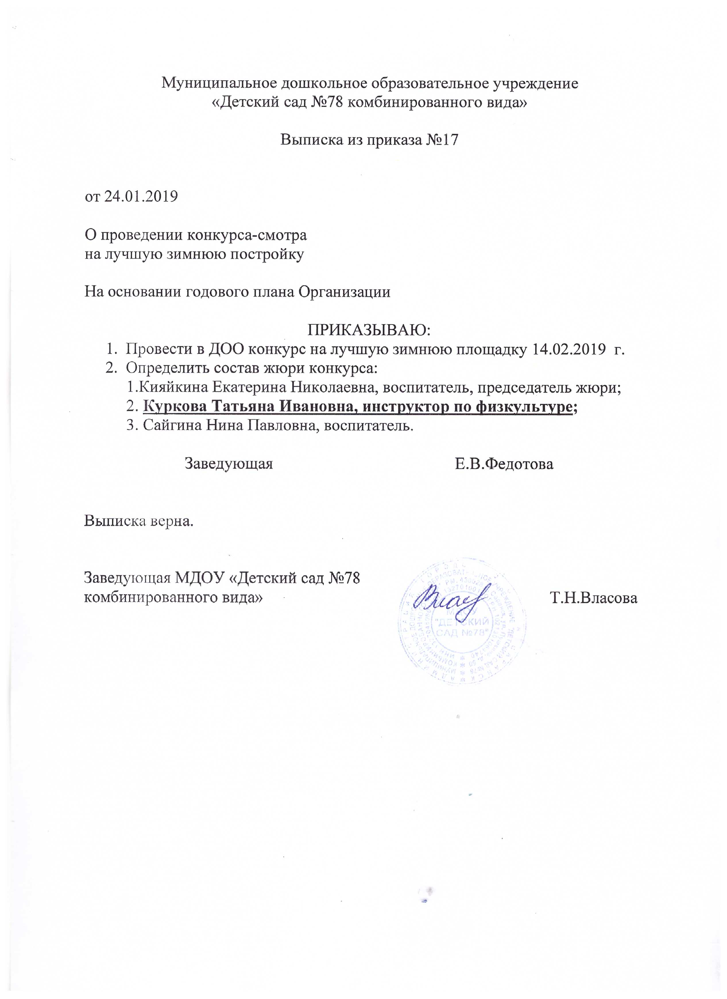 Муниципальное дошкольное образовательное учреждение
«Детский сад №78 комбинированного вида»
Выписка из приказа №17
от 24.01.2019
О проведении конкурса-смотра
на лучшую зимнюю постройку
На основании годового плана Организации
ПРИКАЗЫВАЮ:
1. Провести в ДОО конкурс на лучшую зимнюю площадку 14.02.2019 г.
2. Определить состав жюри конкурса:
1.Кияйкина Екатерина Николаевна, воспитатель, председатель жюри;
2. Куркова Татьяна Ивановна, инструктор по физкультуре;
3. Сайгина Нина Павловна, воспитатель.
Заведующая Е.В.Федотова
Выписка верна.
Заведующая МДОУ «Детский сад №78
комбинированного вида» Т.Н.Власова
МДОУ
"ДЕТСКИЙ
САД №78"